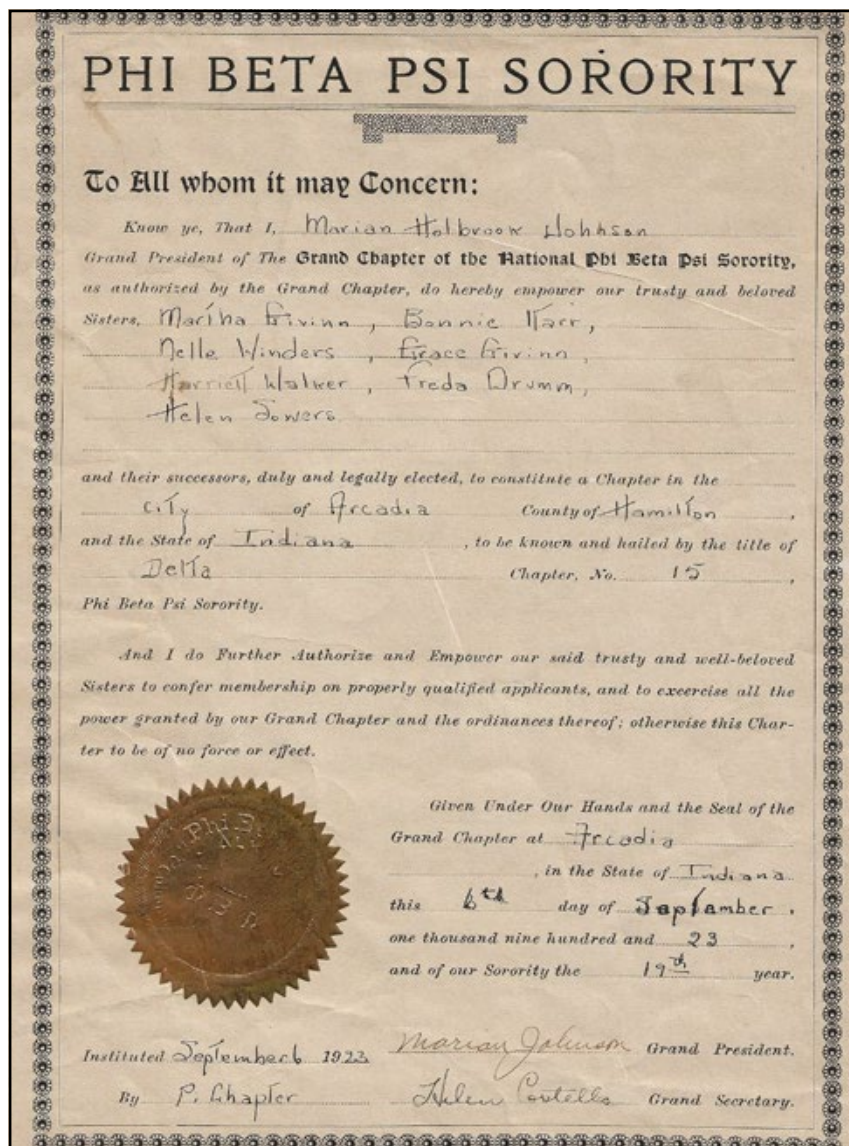 PHI BETA PSI SORORITY
To All whom it may Concern:
Know ye, That I, Marian Holbrook Johnson
Grand President of The Grand Chapter of the National Phi Beta Psi Sorority,
as authorized by the Grand Chapter, do hereby empower our trusty and beloved
Sisters, Martha Givinn, Bonnie Karr,
Nelle Winders, Grace Givinn,
Harriett Walker, Freda Drumm,
Helen Sowers
and their successors, duly and legally elected, to constitute a Chapter in the
City of Arcadia County of Hamilton,
and the State of Indiana, to be known and hailed by the title of
Delta Chapter, No. 15,
Phi Beta Psi Sorority.
And I do Further Authorize and Empower our said trusty and well-beloved
Sisters to confer membership on properly qualified applicants, and to excercise all the
power granted by our Grand Chapter and the ordinances thereof; otherwise this Char-
ter to be of no force or effect.
Given Under Our Hands and the Seal of the
Grand Chapter at Arcadia
, in the State of Indiana
this 6th day of September,
one thousand nine hundred and 23,
and of our Sorority the 19th year.
Phi B
Instituted September 6 1923 Marian Johnson Grand President.
By P. Chapter Helen Costello Grand Secretary.